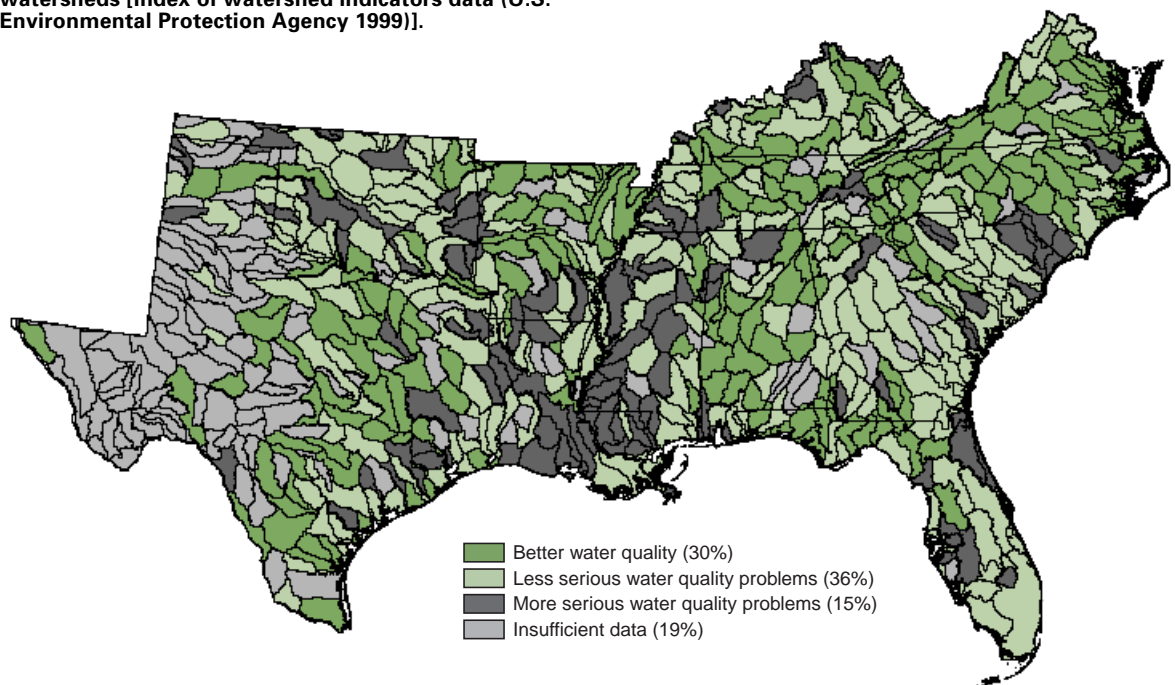 watersheds [Index of watershed indicators data (U.S.
Environmental Protection Agency 1999)].
Better water quality (30%)
Less serious water quality problems (36%)
More serious water quality problems (15%)
Insufficient data (19%)